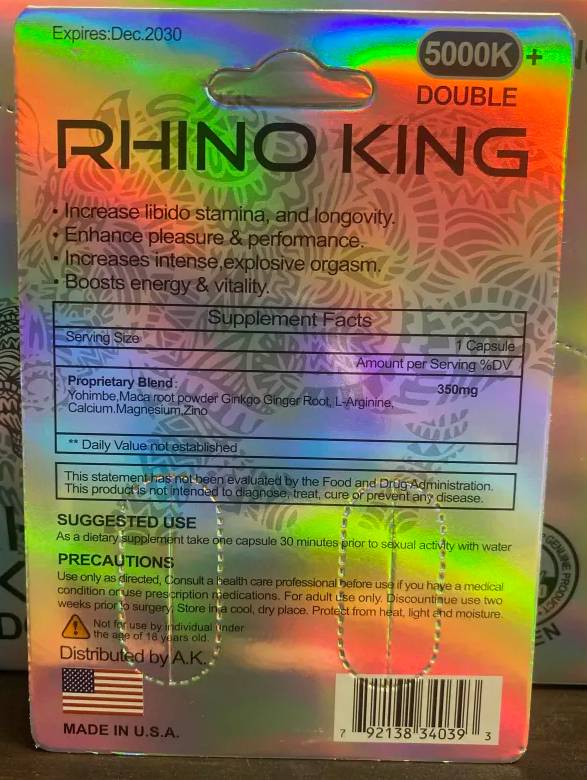 Expires:Dec.2030
5000K +
DOUBLE
RHINO KING
• Increase libido stamina, and longovity.
• Enhance pleasure & performance.
• Increases intense,explosive orgasm.
• Boosts energy & vitality.
Supplement Facts
Serving Size 1 Capsule
Amount per Serving %DV
Proprietary Blend: 350mg
Yohimbe,Maca root powder Ginkgo Ginger Root, L-Arginine,
Calcium.Magnesium,Zino
** Daily Value not established
This statement has not been evaluated by the Food and Drug Administration.
This product is not intended to diagnose, treat, cure or prevent any disease.
SUGGESTED USE
As a dietary supplement take one capsule 30 minutes prior to sexual activity with water
PRECAUTIONS
Use only as directed, Consult a health care professional before use if you have a medical
condition or use prescription medications. For adult use only. Discontinue use two
weeks prior to surgery, Store in a cool, dry place. Protect from heat, light and moisture.
Not for use by individual under
the age of 18 years old.
Distributed by A.K.
MADE IN U.S.A.
7 92138 34039 3